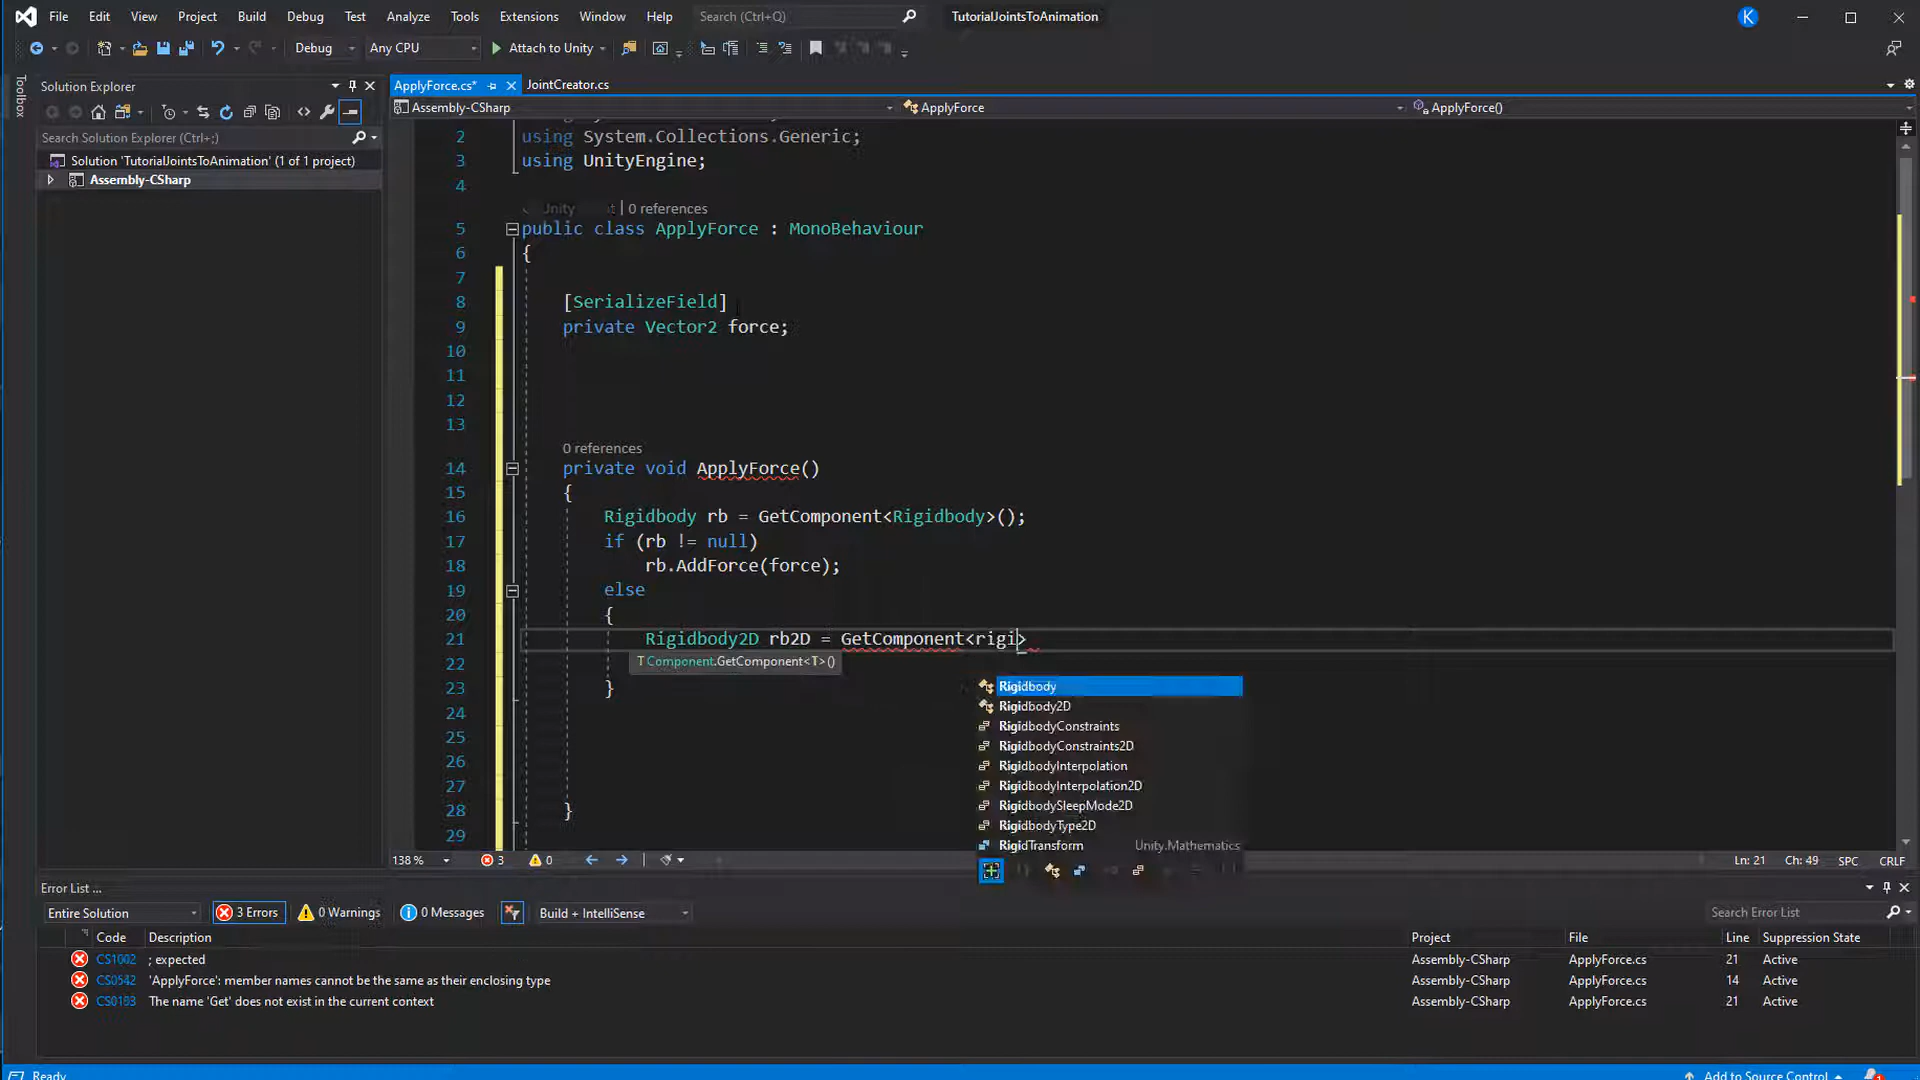 File Edit View Project Build Debug Test Analyze Tools Extensions Window Help Search (Ctrl+Q) TutorialJointsToAnimation K
Debug Any CPU Attach to Unity
Toolbox
Solution Explorer
Search Solution Explorer (Ctrl+;)
Solution 'TutorialJointsToAnimation' (1 of 1 project)
Assembly-CSharp
ApplyForce.cs* JointCreator.cs
Assembly-CSharp ApplyForce ApplyForce()
2 using System.Collections.Generic;
3 using UnityEngine;
4
Unity | 0 references
5 public class ApplyForce : MonoBehaviour
6 {
7
8 [SerializeField]
9 private Vector2 force;
10
11
12
13
0 references
14 private void ApplyForce()
15 {
16 Rigidbody rb = GetComponent<Rigidbody>();
17 if (rb != null)
18 rb.AddForce(force);
19 else
20 {
21 Rigidbody2D rb2D = GetComponent<rigi>
22 T Component.GetComponent<T>()
23 }
24
25
26
27
28 }
29
Rigidbody
Rigidbody2D
RigidbodyConstraints
RigidbodyConstraints2D
RigidbodyInterpolation
RigidbodyInterpolation2D
RigidbodySleepMode2D
RigidbodyType2D
RigidTransform Unity.Mathematics
138 % 3 0 Ln: 21 Ch: 49 SPC CRLF
Error List ...
Entire Solution 3 Errors 0 Warnings 0 Messages Build + IntelliSense Search Error List
Code Description Project File Line Suppression State
CS1002 ; expected Assembly-CSharp ApplyForce.cs 21 Active
CS0542 'ApplyForce': member names cannot be the same as their enclosing type Assembly-CSharp ApplyForce.cs 14 Active
CS0103 The name 'Get' does not exist in the current context Assembly-CSharp ApplyForce.cs 21 Active
Ready Add to Source Control